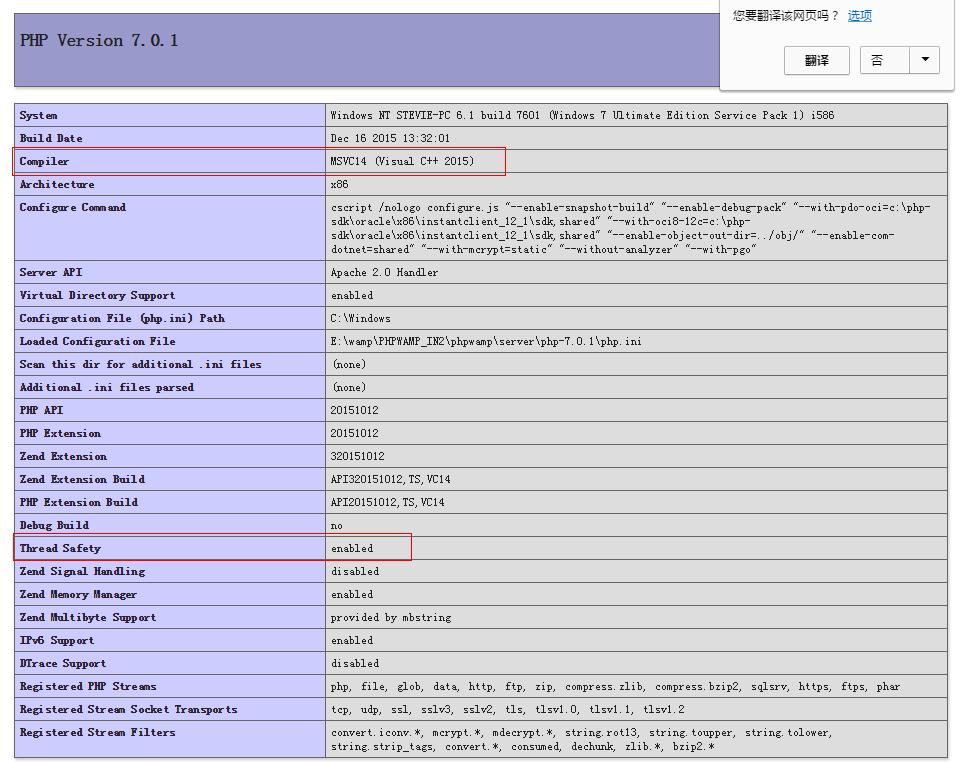 您要翻译该网页吗？ 选项
翻译 否
PHP Version 7.0.1
System Windows NT STEVIE-PC 6.1 build 7601 (Windows 7 Ultimate Edition Service Pack 1) i586
Build Date Dec 16 2015 13:32:01
Compiler MSVC14 (Visual C++ 2015)
Architecture x86
Configure Command cscript /nologo configure.js "--enable-snapshot-build" "--enable-debug-pack" "--with-pdo-oci=c:\php-
sdk\oracle\x86\instantclient_12_1\sdk,shared" "--with-oci8-12c=c:\php-
sdk\oracle\x86\instantclient_12_1\sdk,shared" "--enable-object-out-dir=../obj/" "--enable-com-
dotnet=shared" "--with-mcrypt=static" "--without-analyzer" "--with-pgo"
Server API Apache 2.0 Handler
Virtual Directory Support enabled
Configuration File (php.ini) Path C:\Windows
Loaded Configuration File E:\wamp\PHPWAMP_IN2\phpwamp\server\php-7.0.1\php.ini
Scan this dir for additional .ini files (none)
Additional .ini files parsed (none)
PHP API 20151012
PHP Extension 20151012
Zend Extension 320151012
Zend Extension Build API320151012,TS,VC14
PHP Extension Build API20151012,TS,VC14
Debug Build no
Thread Safety enabled
Zend Signal Handling disabled
Zend Memory Manager enabled
Zend Multibyte Support provided by mbstring
IPv6 Support enabled
DTrace Support disabled
Registered PHP Streams php, file, glob, data, http, ftp, zip, compress.zlib, compress.bzip2, sqlsrv, https, ftps, phar
Registered Stream Socket Transports tcp, udp, ssl, sslv3, sslv2, tls, tlsv1.0, tlsv1.1, tlsv1.2
Registered Stream Filters convert.iconv.*, mcrypt.*, mdecrypt.*, string.rot13, string.toupper, string.tolower,
string.strip_tags, convert.*, consumed, dechunk, zlib.*, bzip2.*